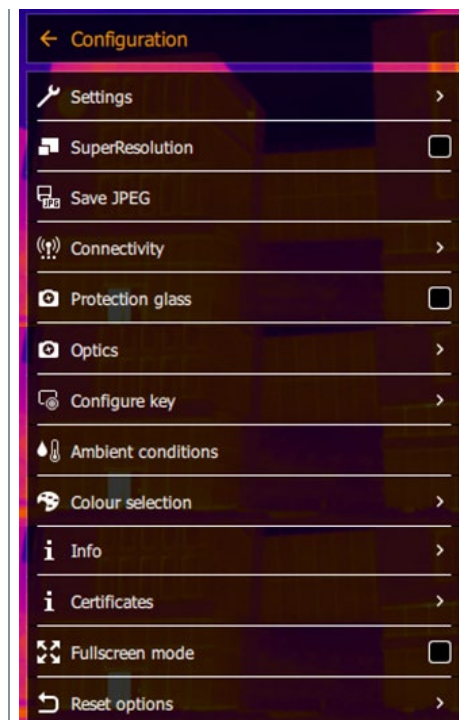 Configuration
Settings
SuperResolution
JPG Save JPEG
Connectivity
Protection glass
Optics
Configure key
Ambient conditions
Colour selection
i Info
i Certificates
Fullscreen mode
Reset options